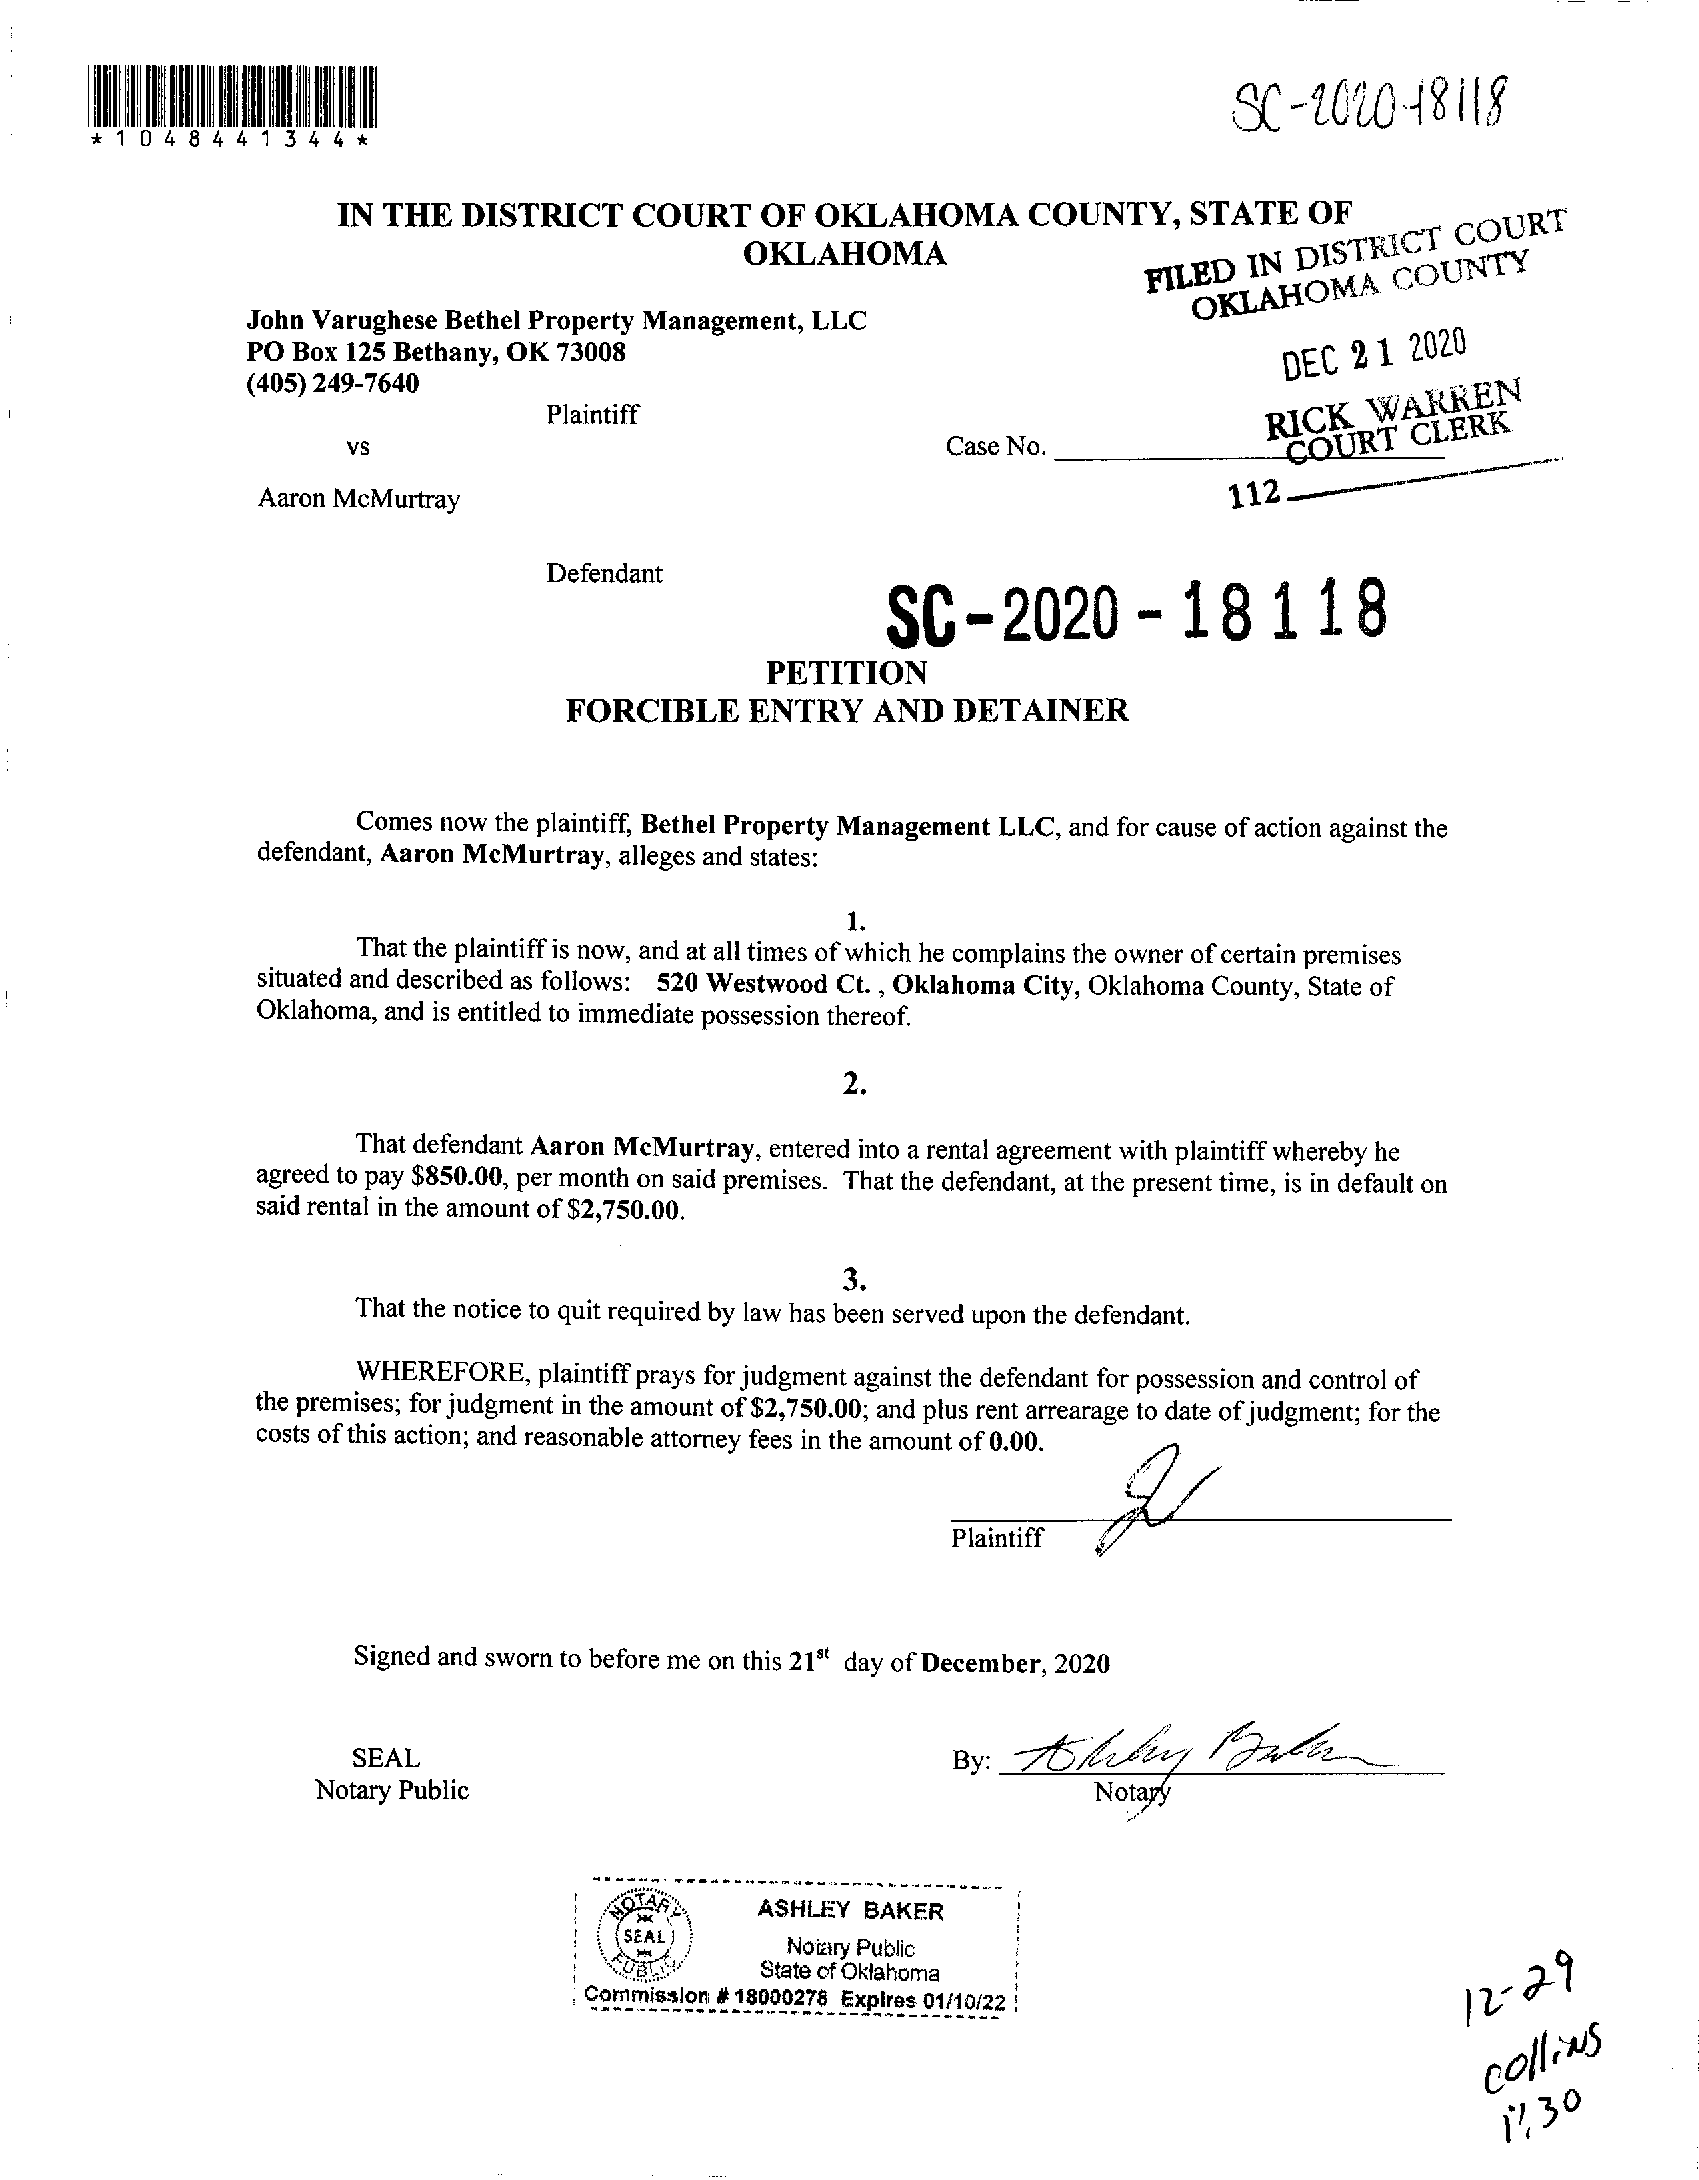 *1048441344*
SC-2020-18118
IN THE DISTRICT COURT OF OKLAHOMA COUNTY, STATE OF
OKLAHOMA
FILED IN DISTRICT COURT
OKLAHOMA COUNTY
DEC 21 2020
RICK WARREN
COURT CLERK
112
John Varughese Bethel Property Management, LLC
PO Box 125 Bethany, OK 73008
(405) 249-7640
Plaintiff
vs
Case No.
Aaron McMurtray
Defendant
SC-2020-18118
PETITION
FORCIBLE ENTRY AND DETAINER
Comes now the plaintiff, Bethel Property Management LLC, and for cause of action against the
defendant, Aaron McMurtray, alleges and states:
1.
That the plaintiff is now, and at all times of which he complains the owner of certain premises
situated and described as follows: 520 Westwood Ct. , Oklahoma City, Oklahoma County, State of
Oklahoma, and is entitled to immediate possession thereof.
2.
That defendant Aaron McMurtray, entered into a rental agreement with plaintiff whereby he
agreed to pay $850.00, per month on said premises. That the defendant, at the present time, is in default on
said rental in the amount of $2,750.00.
3.
That the notice to quit required by law has been served upon the defendant.
WHEREFORE, plaintiff prays for judgment against the defendant for possession and control of
the premises; for judgment in the amount of $2,750.00; and plus rent arrearage to date of judgment; for the
costs of this action; and reasonable attorney fees in the amount of 0.00.
Plaintiff
Signed and sworn to before me on this 21st day of December, 2020
SEAL
Notary Public
By: Ashley Baker
Notary
NOTARY
SEAL
PUBLIC
ASHLEY BAKER
Notary Public
State of Oklahoma
Commission # 18000278 Expires 01/10/22
12-29
collins